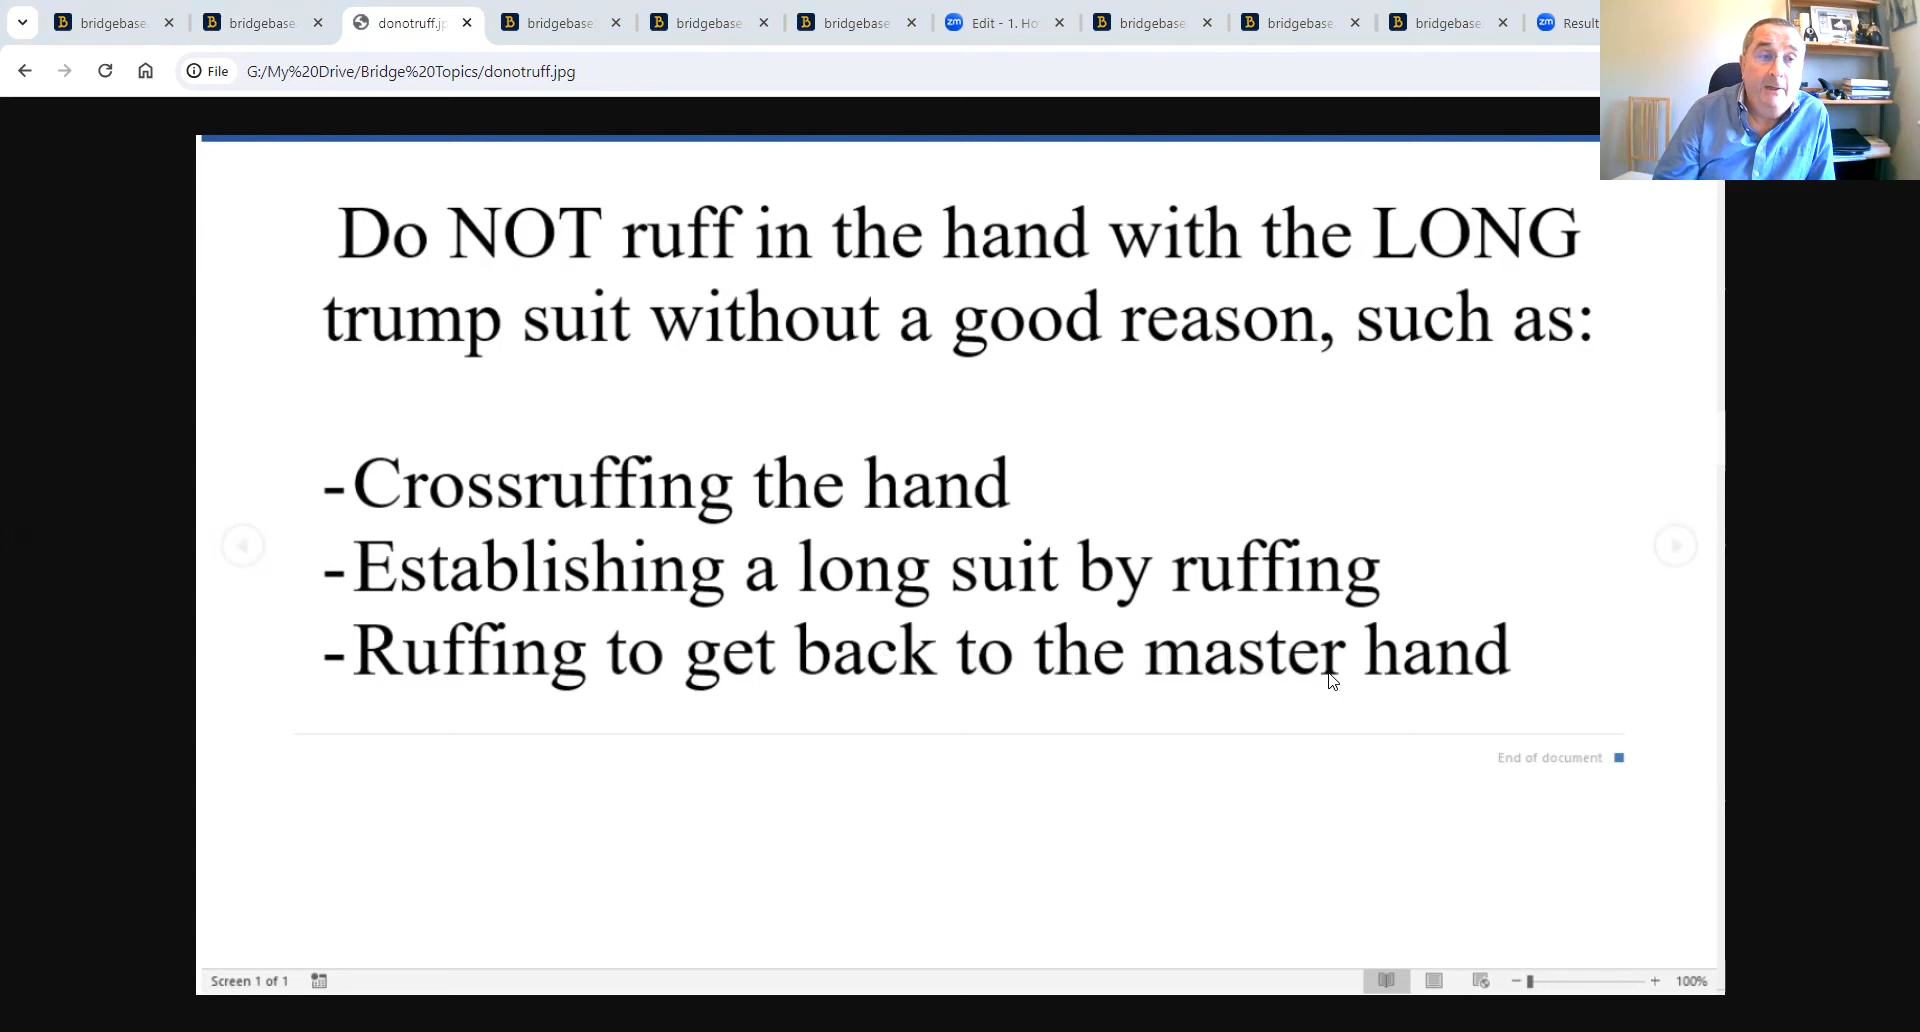 bridgebase
bridgebase
donotruff.jp
bridgebase
bridgebase
bridgebase
Edit - 1. Ho
bridgebase
bridgebase
bridgebase
Result
File
G:/My%20Drive/Bridge%20Topics/donotruff.jpg
Do NOT ruff in the hand with the LONG
trump suit without a good reason, such as:
-Crossruffing the hand
-Establishing a long suit by ruffing
-Ruffing to get back to the master hand
End of document
Screen 1 of 1
100%